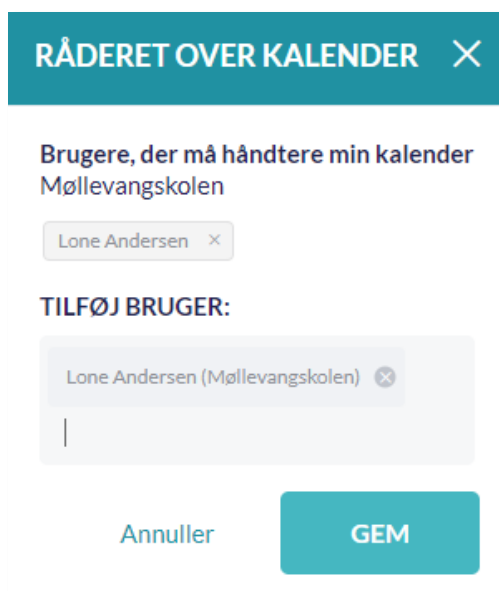 RÅDERET OVER KALENDER
Brugere, der må håndtere min kalender
Møllevangskolen
Lone Andersen ×
TILFØJ BRUGER:
Lone Andersen (Møllevangskolen)
Annuller
GEM